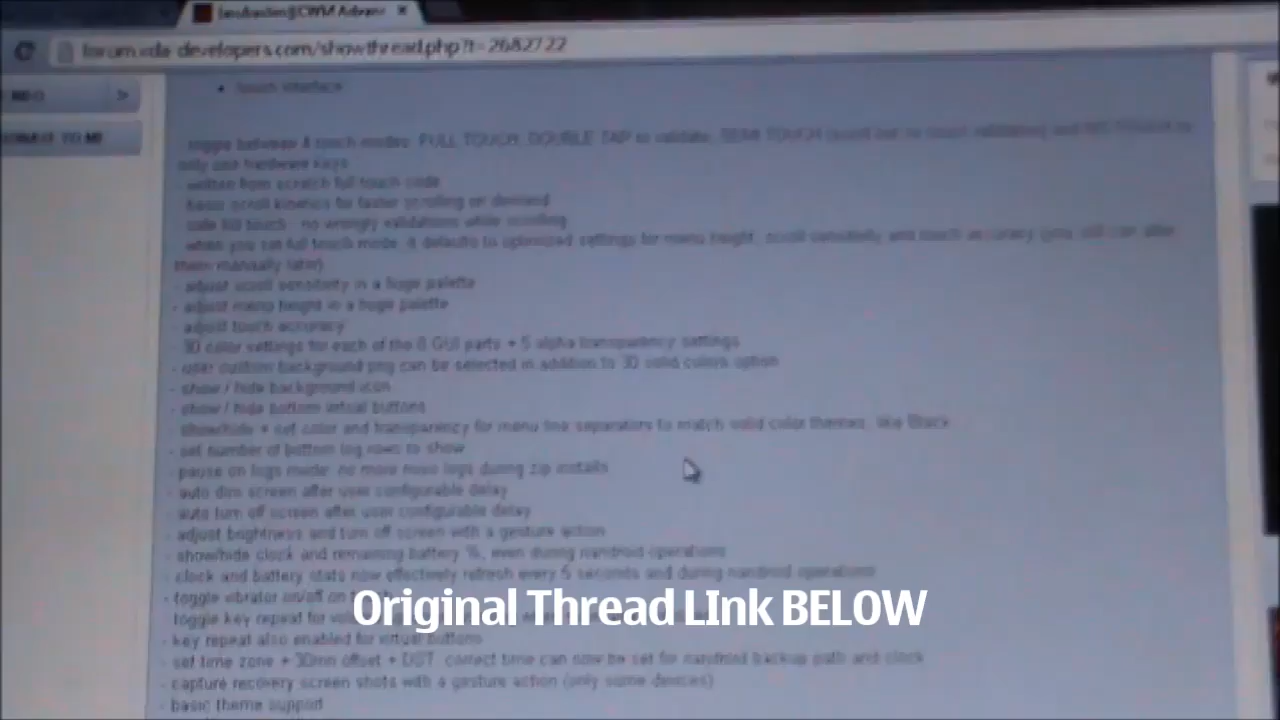 @CWM Advanc
forum.xda-developers.com/showthread.php?t=2682722
• touch interface
toggle between 4 touch modes: FULL TOUCH, DOUBLE TAP to validate, SEMI TOUCH to validation) and
only use hardware keys
- written from scratch full touch code
- basic scroll kinetics for faster scrolling on demand
- safe full touch : no wrongly validations while scrolling
- when you set full touch mode, it defaults to optimized settings for menu height, scroll sensitivity and touch accuracy (you still can alter
them manually later)
- adjust scroll sensitivity in a huge palette
- adjust menu height in a huge palette
- adjust touch accuracy
- 30 color settings for each of the 8 GUI parts + 5 alpha transparency settings
- user custom background png can be selected in addition to 30 solid colors option
- show / hide background icon
- show / hide bottom virtual buttons
- show/hide + set color and transparency for menu line separators to match solid color themes, like Black
- set number of bottom log rows to show
- pause on logs mode: no more miss logs during zip installs
- auto dim screen after user configurable delay
- auto turn off screen after user configurable delay
- adjust brightness and turn off screen with a gesture action
- show/hide clock and remaining battery %, even during nandroid operations
- clock and battery stats now effectively refresh every 5 seconds and during nandroid operations
- toggle vibrator on/off on
Original Thread LInk BELOW
toggle key repeat for
- key repeat also enabled for virtual buttons
- set time zone + 30mn offset + DST: correct time can now be set for nandroid backup path and clock
- capture recovery screen shots with a gesture action (only some devices)
- basic theme support